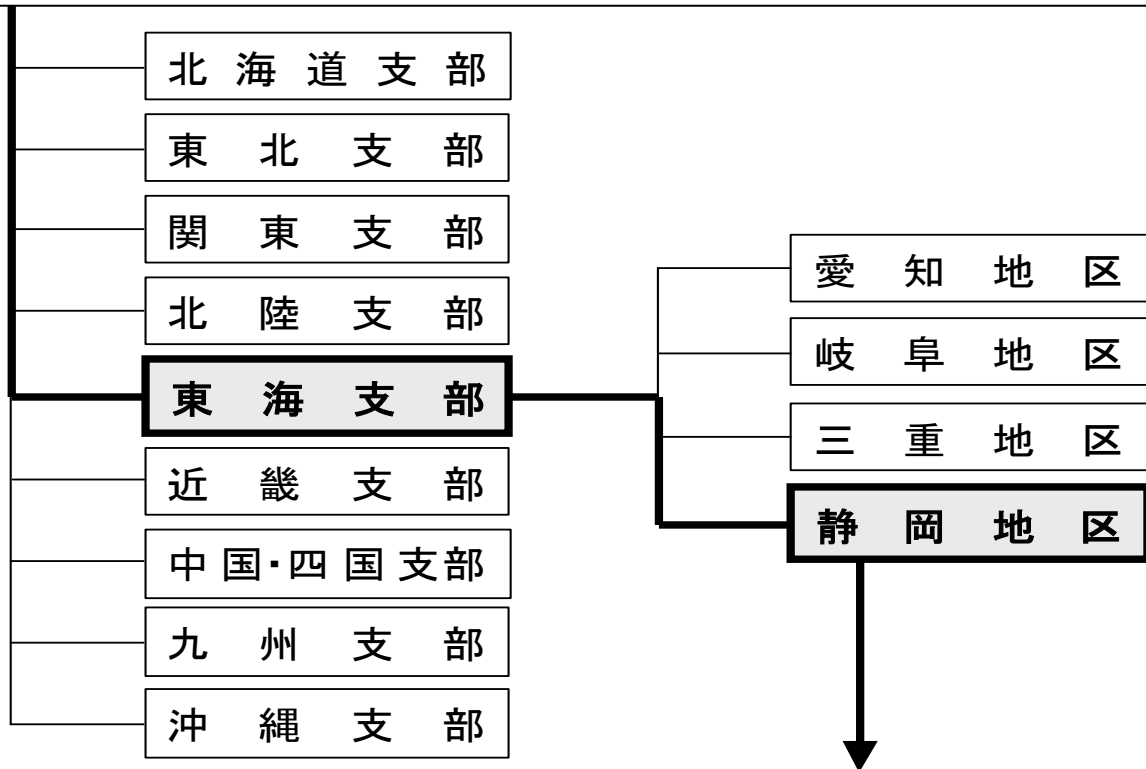 北海道支部
東北支部
関東支部
北陸支部
東海支部
近畿支部
中国・四国支部
九州支部
沖縄支部
愛知地区
岐阜地区
三重地区
静岡地区